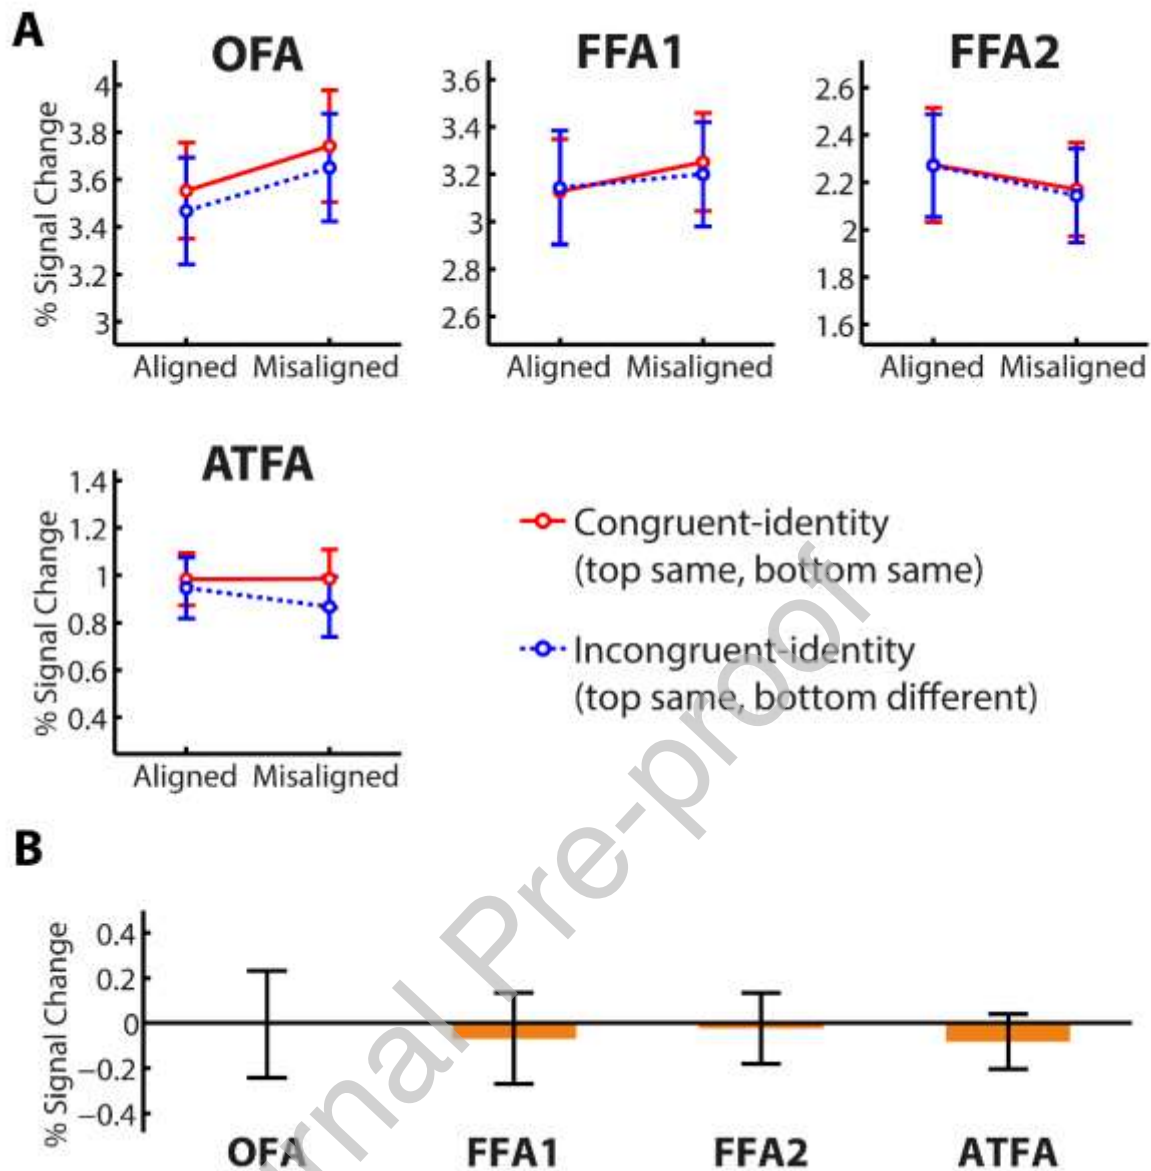 A
OFA
FFA1
FFA2
% Signal Change
4
3.8
3.6
3.4
3.2
3
Aligned Misaligned
3.6
3.4
3.2
3
2.8
2.6
Aligned Misaligned
2.6
2.4
2.2
2
1.8
1.6
Aligned Misaligned
ATFA
% Signal Change
1.4
1.2
1
0.8
0.6
0.4
Aligned Misaligned
Congruent-identity
(top same, bottom same)
Incongruent-identity
(top same, bottom different)
B
% Signal Change
0.4
0.2
0
−0.2
−0.4
OFA FFA1 FFA2 ATFA
rnal Pre-proof